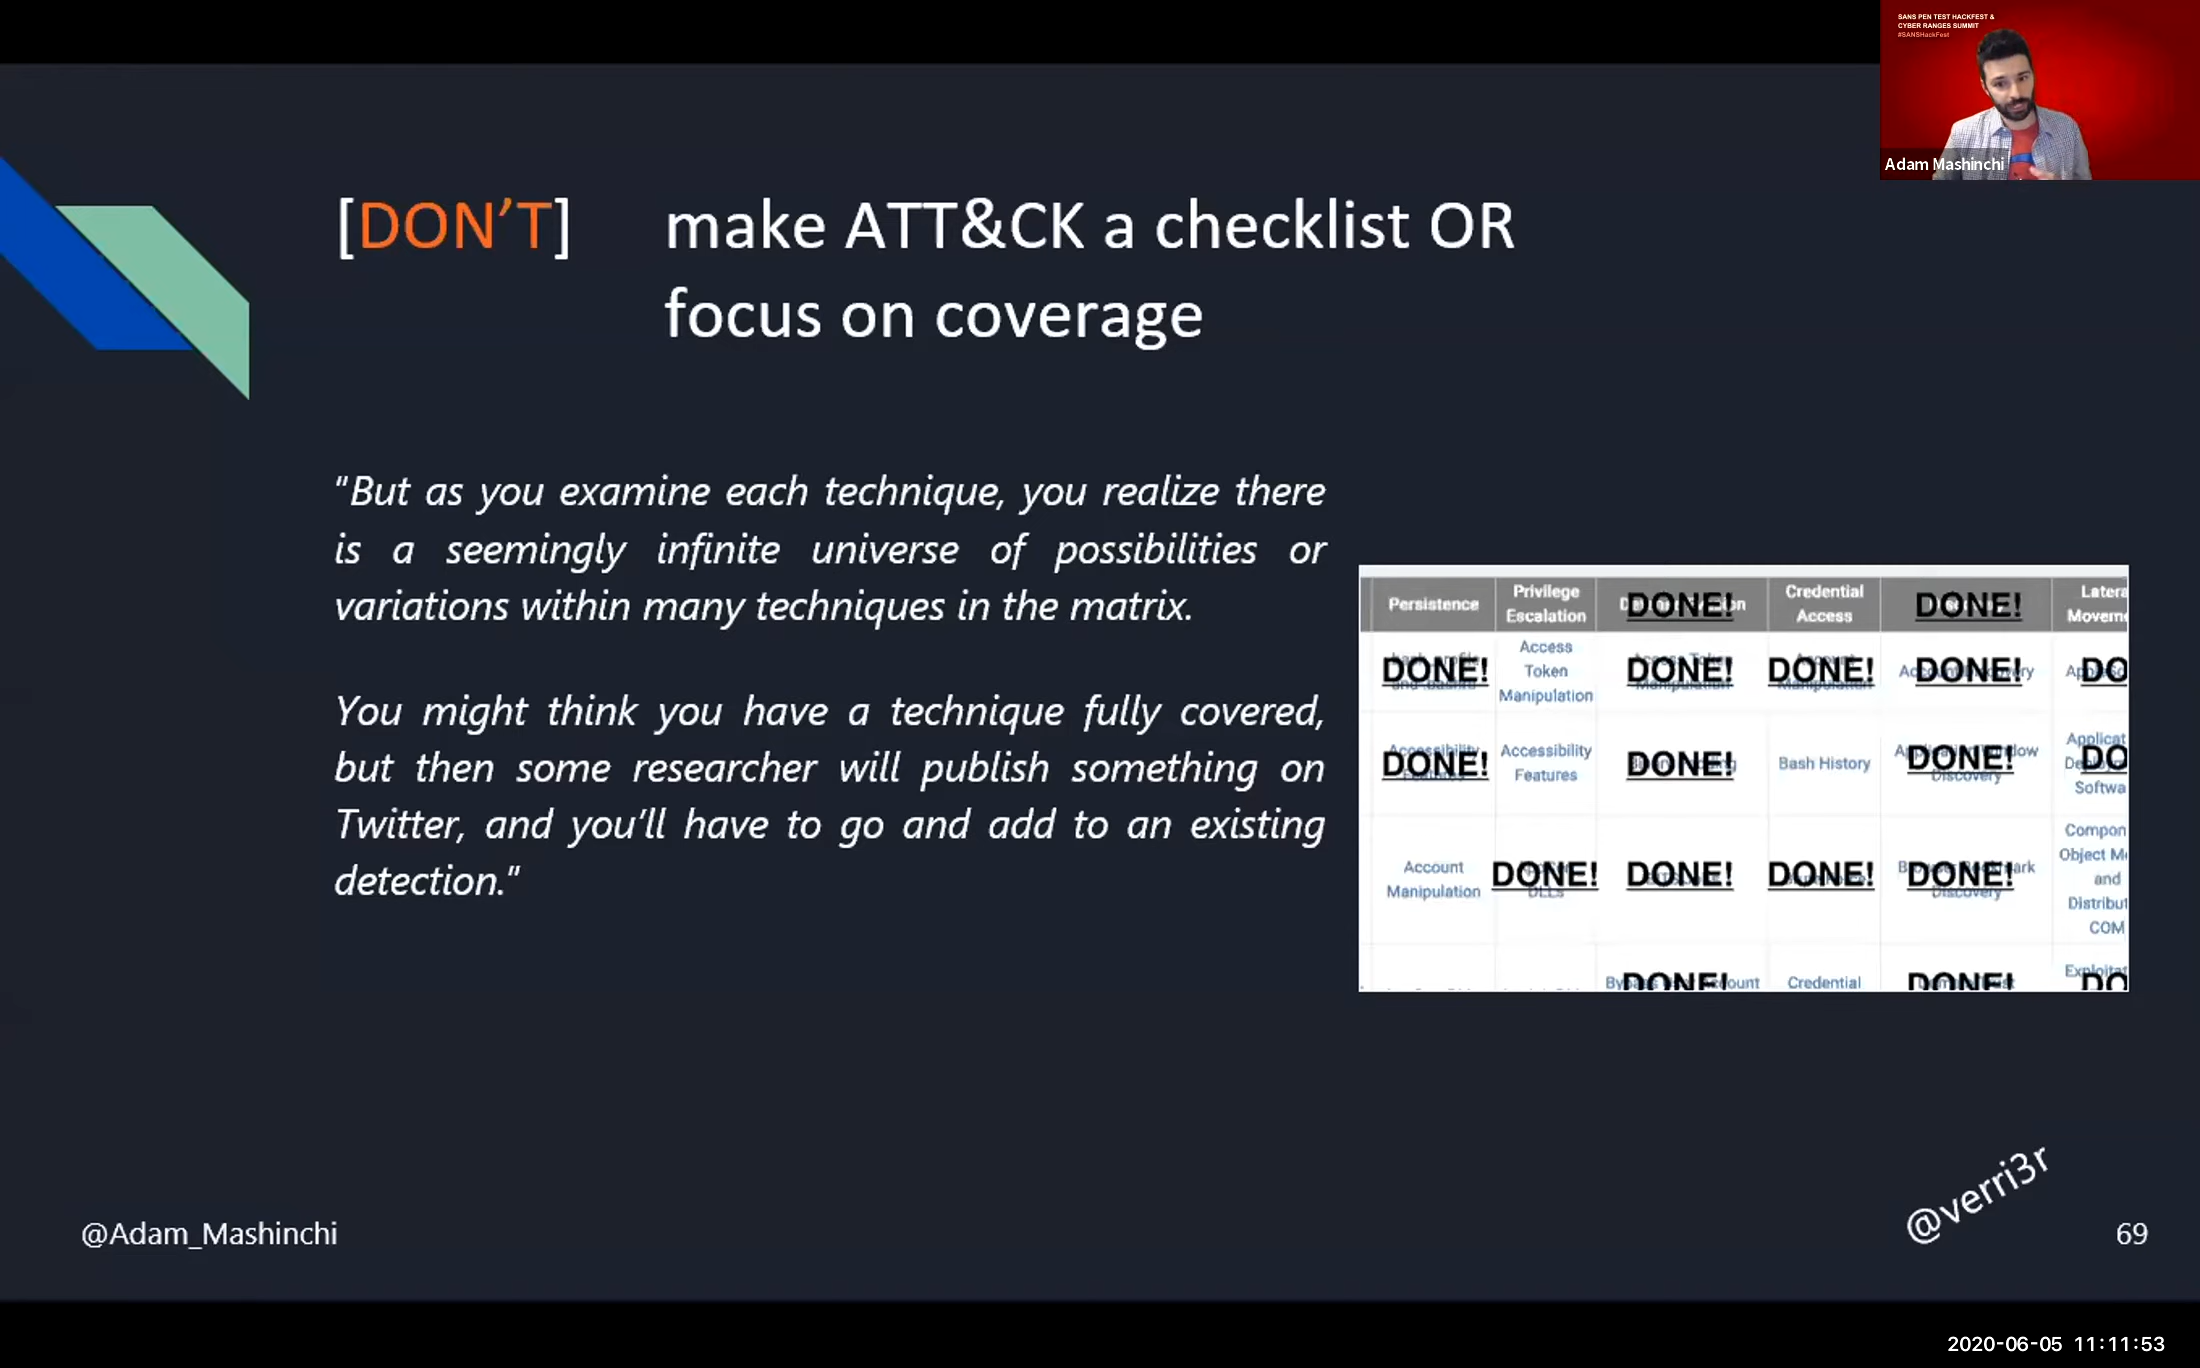 SANS PEN TEST HACKFEST &
CYBER RANGES SUMMIT
#SANSHackFest
Adam Mashinchi
[DON'T] make ATT&CK a checklist OR
focus on coverage
"But as you examine each technique, you realize there
is a seemingly infinite universe of possibilities or
variations within many techniques in the matrix.
You might think you have a technique fully covered,
but then some researcher will publish something on
Twitter, and you'll have to go and add to an existing
detection."
Persistence
Privilege
Escalation
DONE!
Credential
Access
DONE!
Latera
Moveme
DONE!
Access
Token
Manipulation
DONE!
DONE!
DONE!
DO
DONE!
Accessibility
Features
DONE!
Bash History
DONE!
Discovery
Applicat
DO
Softwa
Account
Manipulation
DONE!
DLLs
DONE!
DONE!
DONE!
Discovery
Compon
Object Me
and
Distribut
COM
DONE!
Credential
DONE!
Exploitat
DO
@Adam_Mashinchi
@verri3r
69
2020-06-05 11:11:53